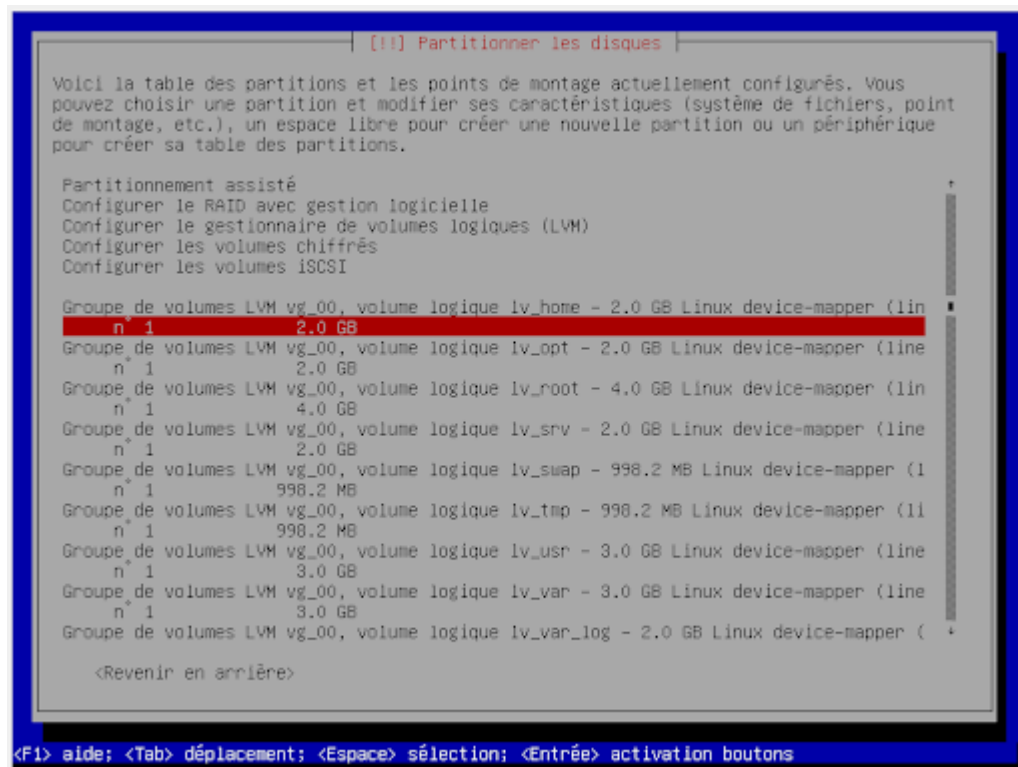 [!!] Partitionner les disques
Voici la table des partitions et les points de montage actuellement configurés. Vous
pouvez choisir une partition et modifier ses caractéristiques (système de fichiers, point
de montage, etc.), un espace libre pour créer une nouvelle partition ou un périphérique
pour créer sa table des partitions.
Partitionnement assisté
Configurer le RAID avec gestion logicielle
Configurer le gestionnaire de volumes logiques (LVM)
Configurer les volumes chiffrés
Configurer les volumes iSCSI
Groupe de volumes LVM vg_00, volume logique lv_home - 2.0 GB Linux device-mapper (lin
n° 1 2.0 GB
Groupe de volumes LVM vg_00, volume logique lv_opt - 2.0 GB Linux device-mapper (line
n° 1 2.0 GB
Groupe de volumes LVM vg_00, volume logique lv_root - 4.0 GB Linux device-mapper (lin
n° 1 4.0 GB
Groupe de volumes LVM vg_00, volume logique lv_srv - 2.0 GB Linux device-mapper (line
n° 1 2.0 GB
Groupe de volumes LVM vg_00, volume logique lv_swap - 998.2 MB Linux device-mapper (l
n° 1 998.2 MB
Groupe de volumes LVM vg_00, volume logique lv_tmp - 998.2 MB Linux device-mapper (li
n° 1 998.2 MB
Groupe de volumes LVM vg_00, volume logique lv_usr - 3.0 GB Linux device-mapper (line
n° 1 3.0 GB
Groupe de volumes LVM vg_00, volume logique lv_var - 3.0 GB Linux device-mapper (line
n° 1 3.0 GB
Groupe de volumes LVM vg_00, volume logique lv_var_log - 2.0 GB Linux device-mapper (
<Revenir en arrière>
<F1> aide; <Tab> déplacement; <Espace> sélection; <Entrée> activation boutons